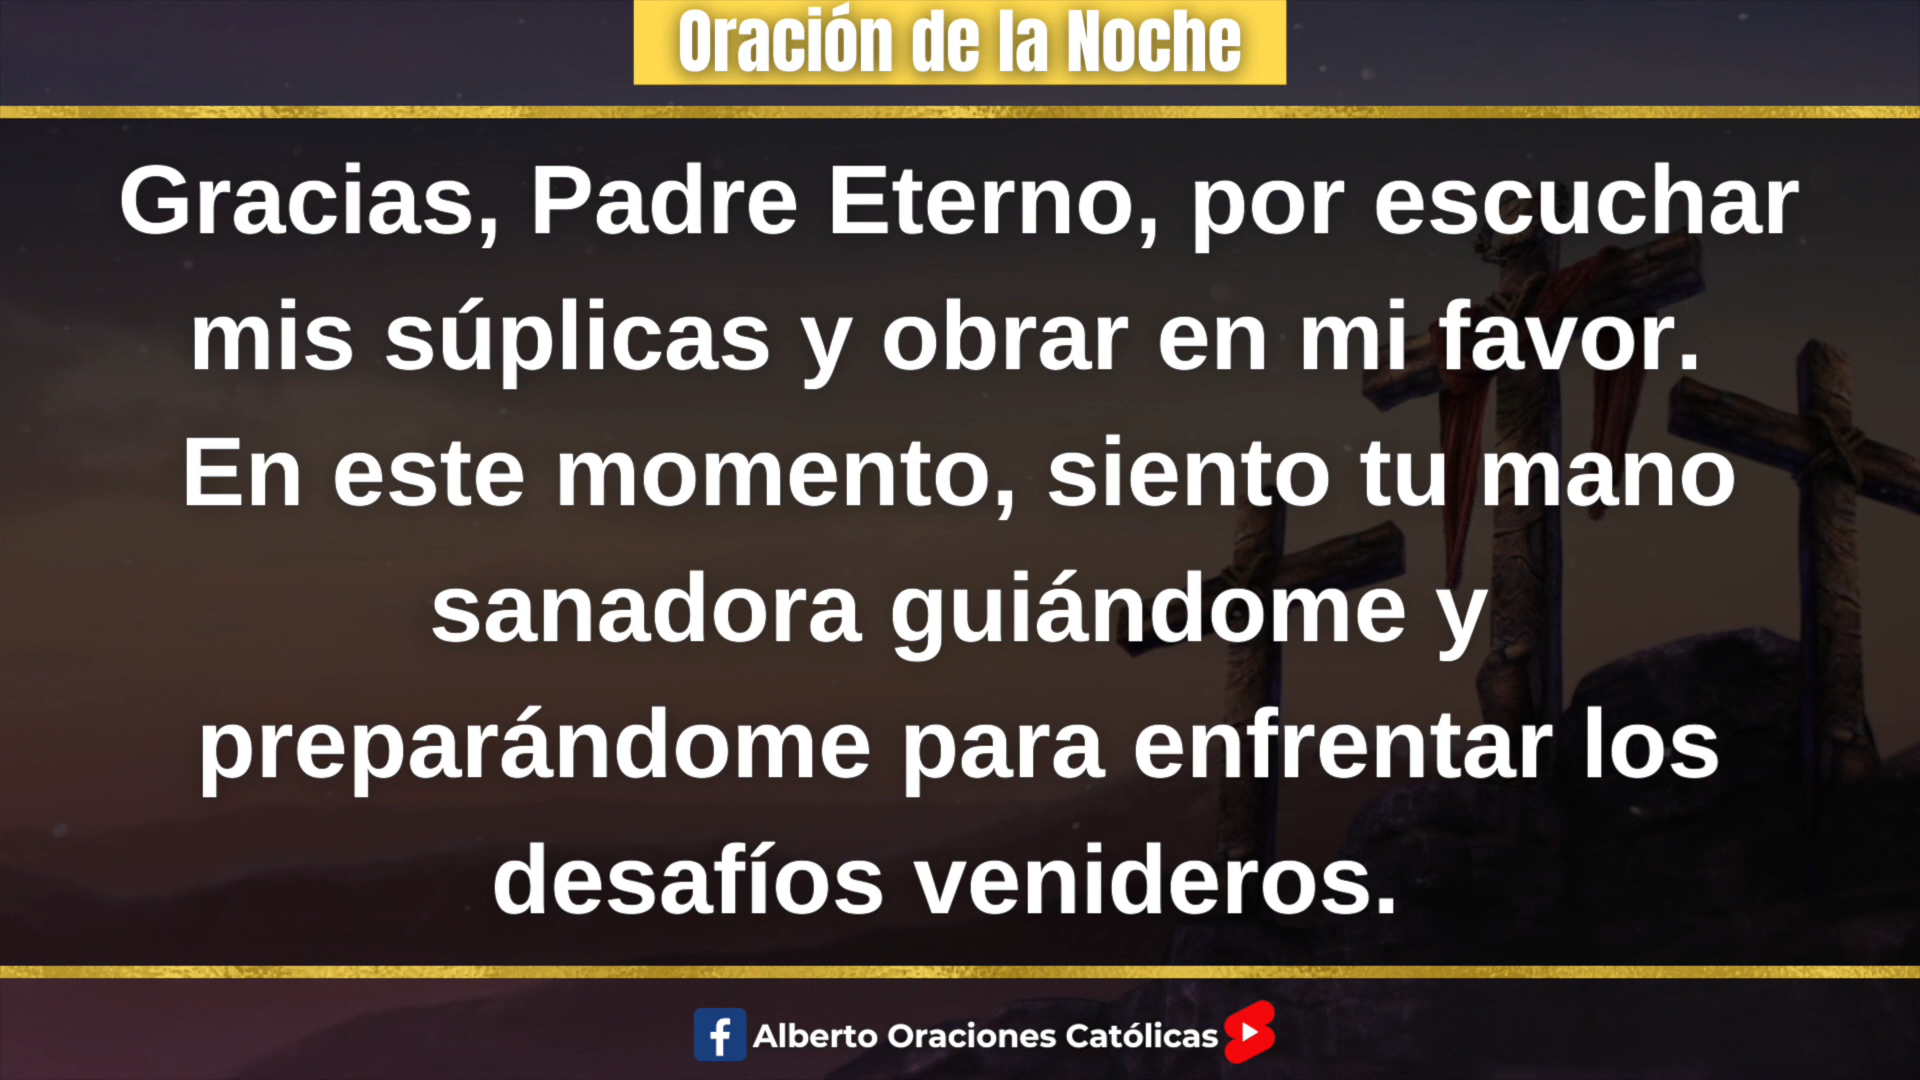 Oración de la Noche
Gracias, Padre Eterno, por escuchar
mis súplicas y obrar en mi favor.
En este momento, siento tu mano
sanadora guiándome y
preparándome para enfrentar los
desafíos venideros.
Alberto Oraciones Católicas